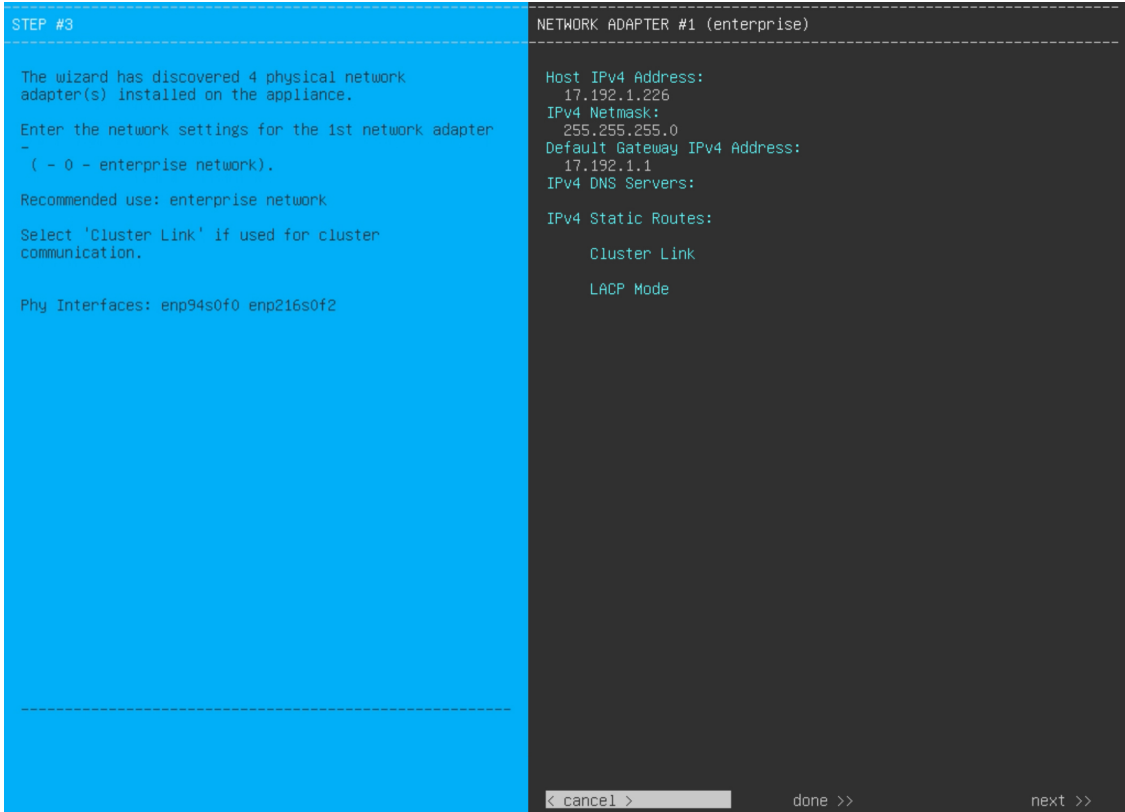 STEP #3
The wizard has discovered 4 physical network
adapter(s) installed on the appliance.
Enter the network settings for the 1st network adapter
-
( - 0 - enterprise network).
Recommended use: enterprise network
Select 'Cluster Link' if used for cluster
communication.
Phy Interfaces: enp94s0f0 enp216s0f2
NETWORK ADAPTER #1 (enterprise)
Host IPv4 Address:
17.192.1.226
IPv4 Netmask:
255.255.255.0
Default Gateway IPv4 Address:
17.192.1.1
IPv4 DNS Servers:
IPv4 Static Routes:
Cluster Link
LACP Mode
< cancel > done >> next >>